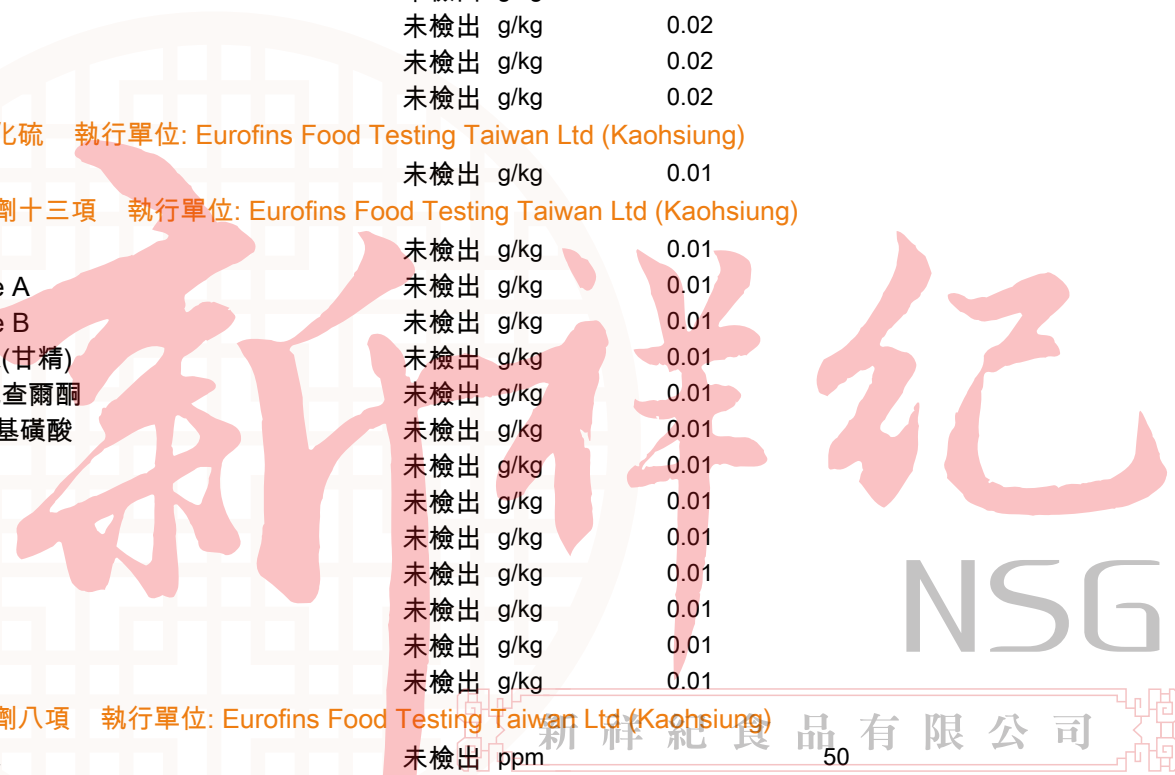 未檢出 g/kg 0.02
未檢出 g/kg 0.02
未檢出 g/kg 0.02
化硫 執行單位: Eurofins Food Testing Taiwan Ltd (Kaohsiung)
未檢出 g/kg 0.01
劑十三項 執行單位: Eurofins Food Testing Taiwan Ltd (Kaohsiung)
未檢出 g/kg 0.01
e A 未檢出 g/kg 0.01
e B 未檢出 g/kg 0.01
(甘精) 未檢出 g/kg 0.01
查爾酮 未檢出 g/kg 0.01
基磺酸 未檢出 g/kg 0.01
未檢出 g/kg 0.01
未檢出 g/kg 0.01
未檢出 g/kg 0.01
未檢出 g/kg 0.01
未檢出 g/kg 0.01
未檢出 g/kg 0.01
未檢出 g/kg 0.01
劑八項 執行單位: Eurofins Food Testing Taiwan Ltd (Kaohsiung)
未檢出 ppm 50
新祥紀
NSG
新祥紀食品有限公司